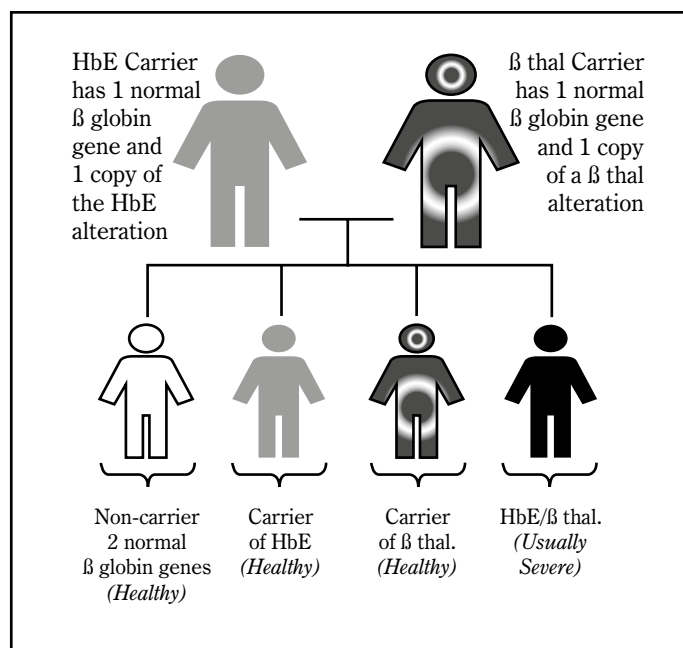 HbE Carrier
has 1 normal
ß globin
gene and
1 copy of
the HbE
alteration
ß thal Carrier
has 1 normal
ß globin gene
and 1 copy
of a ß thal
alteration
Non-carrier
2 normal
ß globin genes
(Healthy)
Carrier
of HbE
(Healthy)
Carrier
of ß thal.
(Healthy)
HbE/ß thal.
(Usually
Severe)